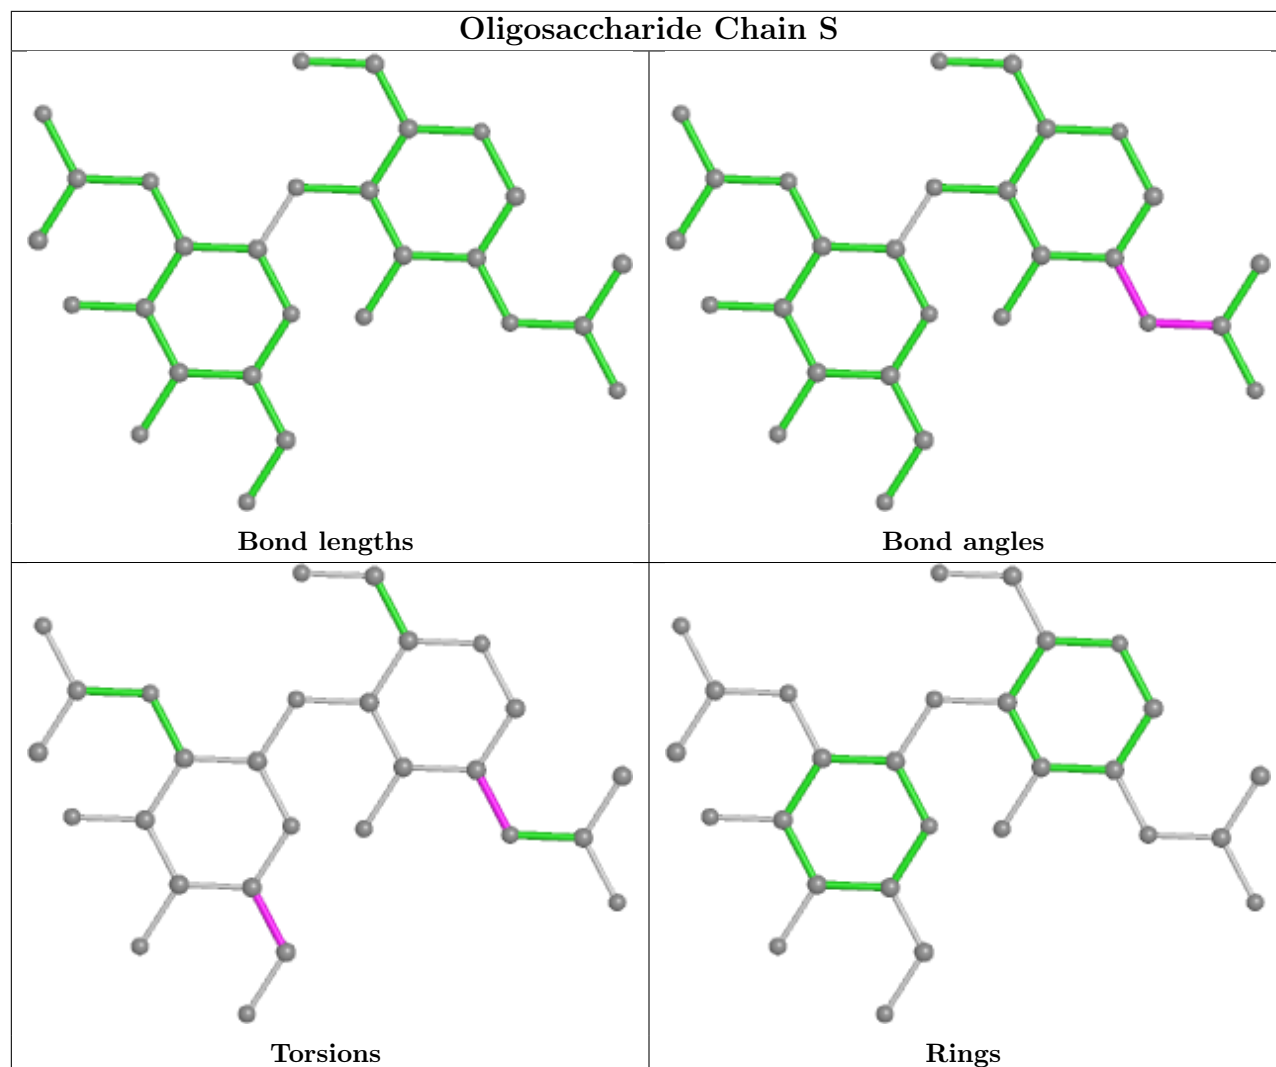 Oligosaccharide Chain S
Bond lengths
Bond angles
Torsions
Rings